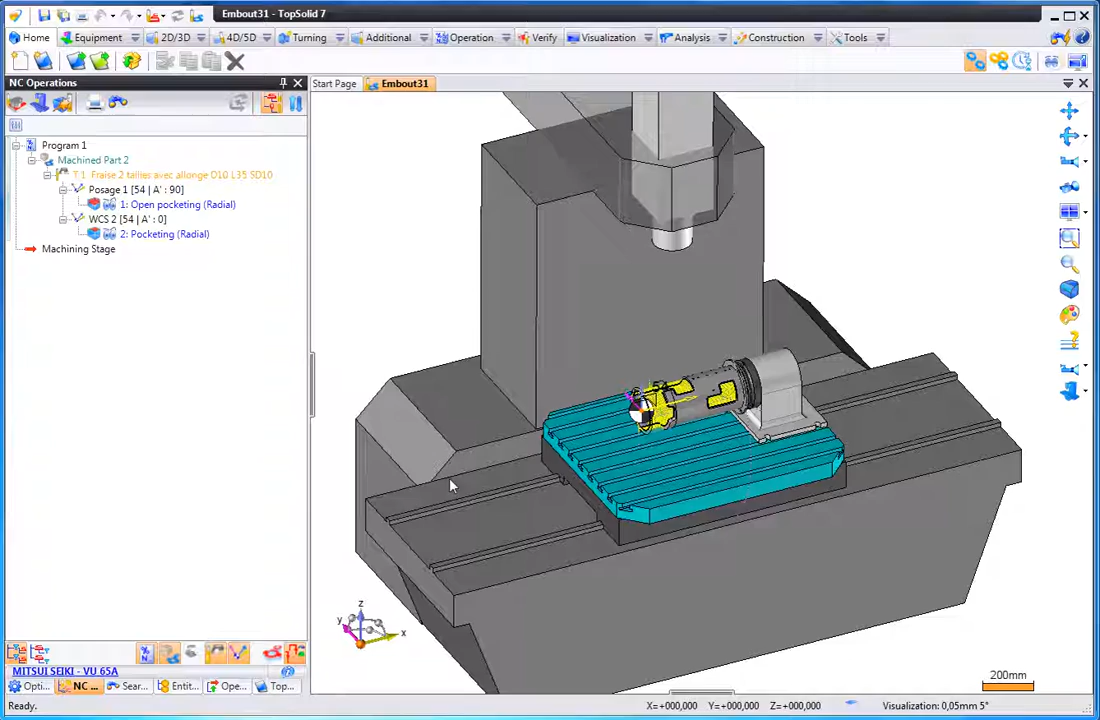 Embout31 - TopSolid 7
Home Equipment 2D/3D 4D/5D Turning Additional Operation Verify Visualization Analysis Construction Tools
NC Operations
Start Page Embout31
Program 1
Machined Part 2
T 1 Fraise 2 tailles avec allonge D10 L35 SD10
Posage 1 [54 | A' : 90]
1: Open pocketing (Radial)
WCS 2 [54 | A' : 0]
2: Pocketing (Radial)
Machining Stage
z
y
x
200mm
MITSUI SEIKI - VU 65A
Opti... NC ... Sear... Entit... Ope... Top...
Ready.
X=+000,000 Y=+000,000 Z=+000,000 Visualization: 0,05mm 5°